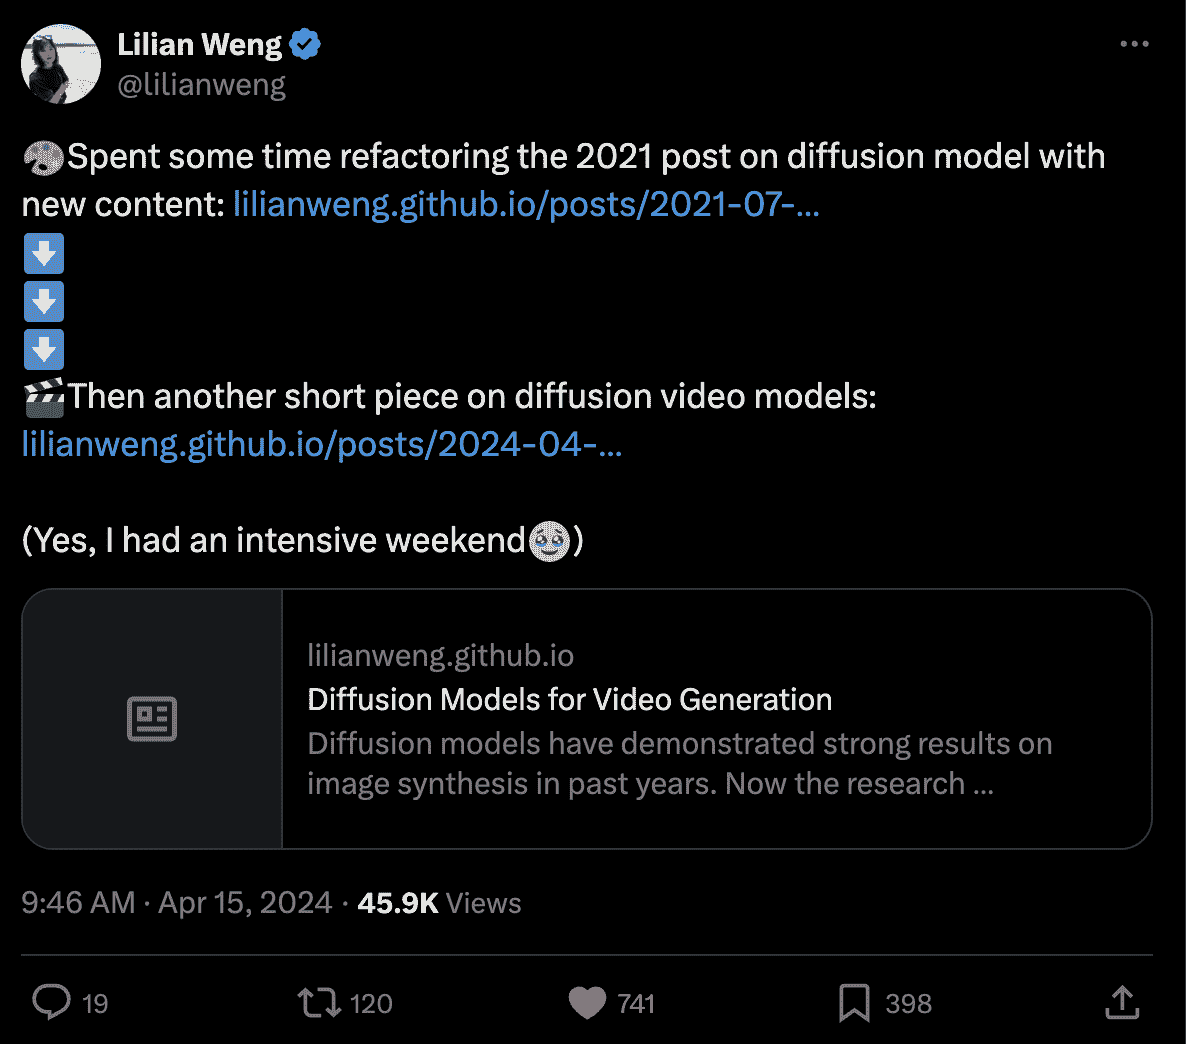 Lilian Weng
@lilianweng
🎨Spent some time refactoring the 2021 post on diffusion model with
new content: lilianweng.github.io/posts/2021-07-…
⬇️
⬇️
⬇️
🎬Then another short piece on diffusion video models:
lilianweng.github.io/posts/2024-04-…
(Yes, I had an intensive weekend🥹)
lilianweng.github.io
Diffusion Models for Video Generation
Diffusion models have demonstrated strong results on
image synthesis in past years. Now the research ...
9:46 AM · Apr 15, 2024 · 45.9K Views
19 120 741 398